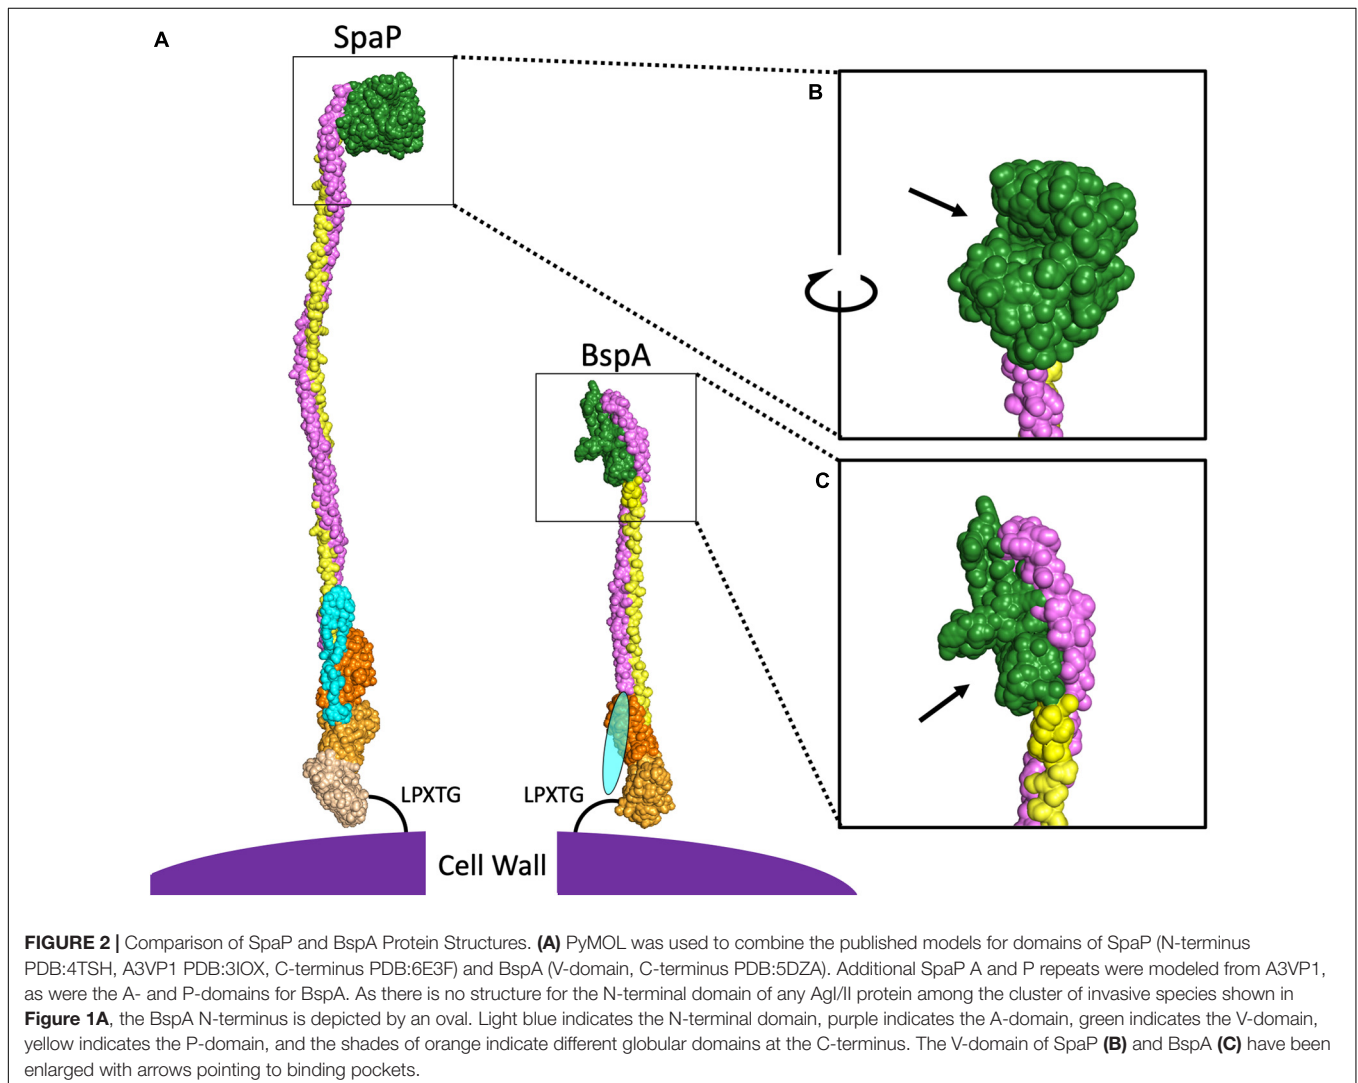 A
SpaP
B
BspA
C
LPXTG
LPXTG
Cell Wall
FIGURE 2 | Comparison of SpaP and BspA Protein Structures. (A) PyMOL was used to combine the published models for domains of SpaP (N-terminus
PDB:4TSH, A3VP1 PDB:3IOX, C-terminus PDB:6E3F) and BspA (V-domain, C-terminus PDB:5DZA). Additional SpaP A and P repeats were modeled from A3VP1,
as were the A- and P-domains for BspA. As there is no structure for the N-terminal domain of any AgI/II protein among the cluster of invasive species shown in
Figure 1A, the BspA N-terminus is depicted by an oval. Light blue indicates the N-terminal domain, purple indicates the A-domain, green indicates the V-domain,
yellow indicates the P-domain, and the shades of orange indicate different globular domains at the C-terminus. The V-domain of SpaP (B) and BspA (C) have been
enlarged with arrows pointing to binding pockets.